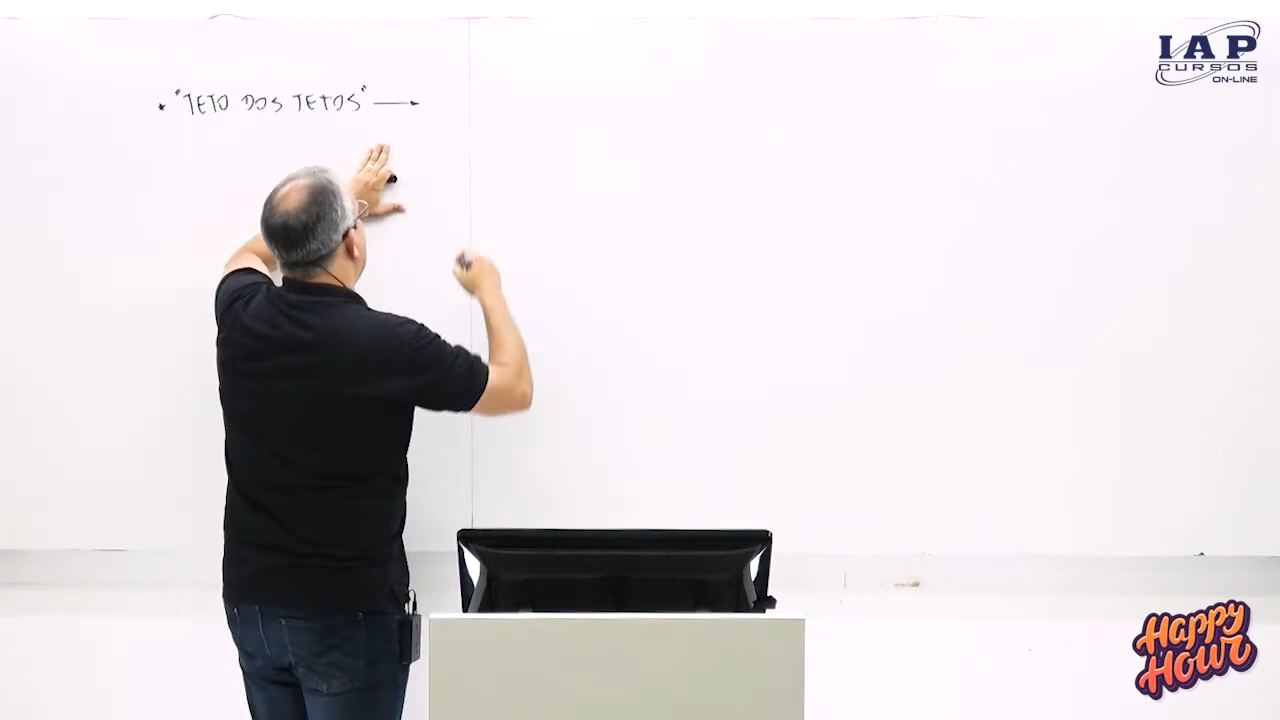 "TETO DOS TETOS"
IAP
CURSOS
ON-LINE
Happy
Hour